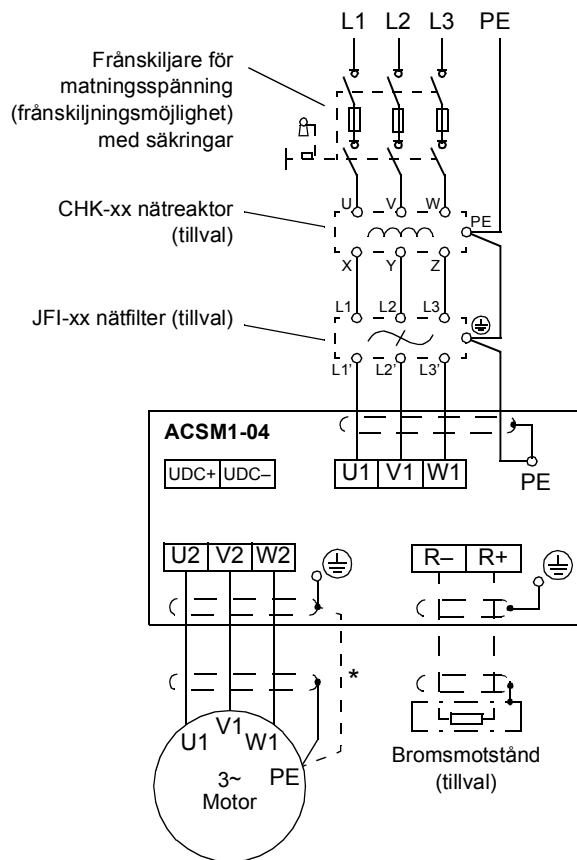 L1 L2 L3 PE
Frånskiljare för
matningsspänning
(frånskiljningsmöjlighet)
med säkringar
U V W
CHK-xx nätreaktor
(tillval)
PE
X Y Z
L1 L2 L3
JFI-xx nätfilter (tillval)
L1' L2' L3'
ACSM1-04
UDC+ UDC–
U1 V1 W1
PE
U2 V2 W2
R– R+
*
U1 V1 W1
PE
3~
Motor
Bromsmotstånd
(tillval)